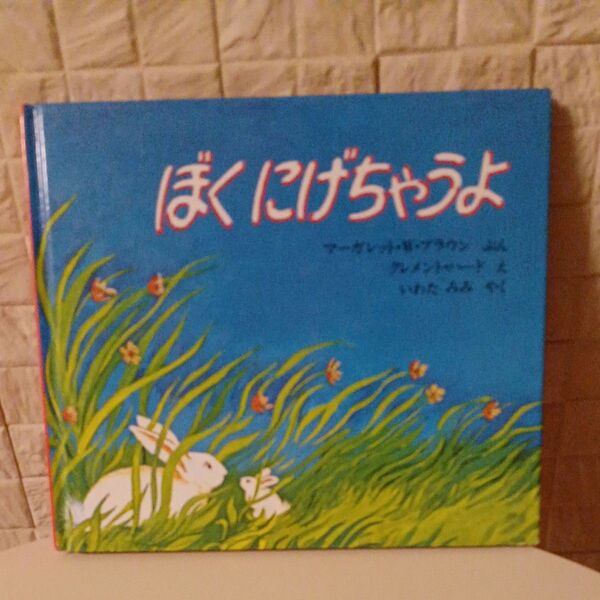 ぼく にげちゃうよ
マーガレット・W・ブラウン ぶん
クレメント・ハード え
いわた みみ やく